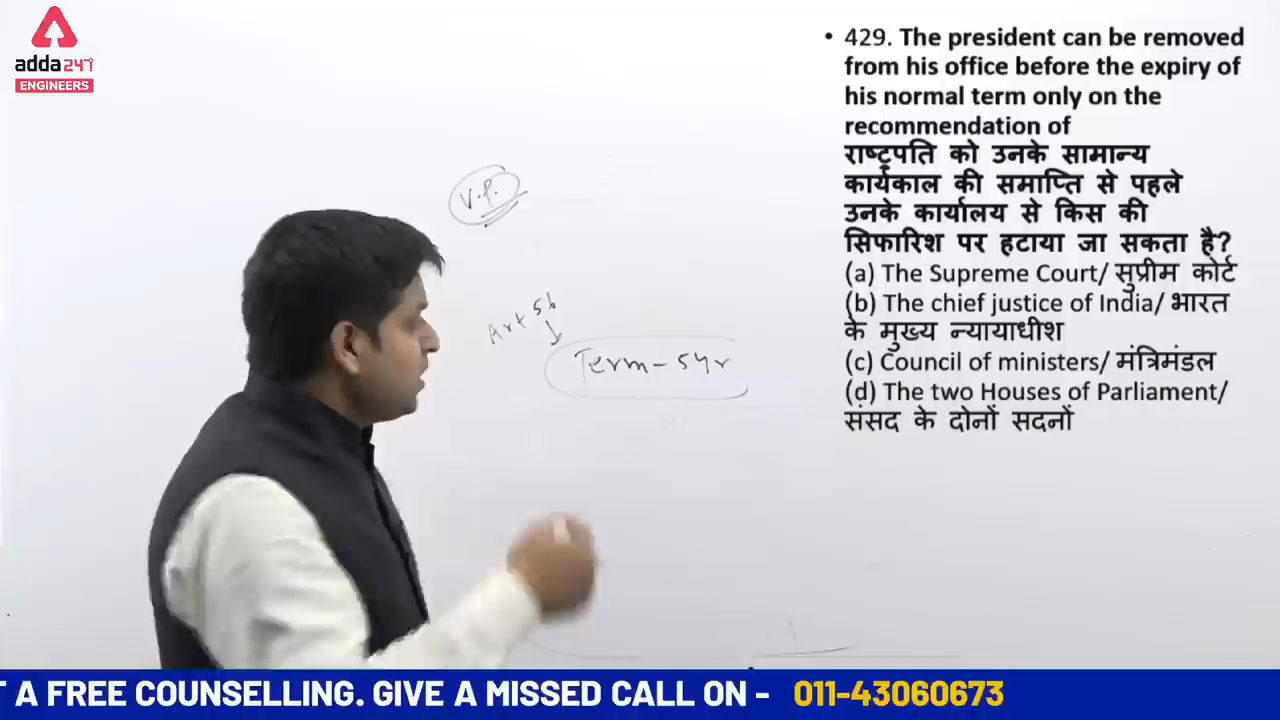 adda247
ENGINEERS
V.P.
Art 56
Term - 5yr
• 429. The president can be removed
from his office before the expiry of
his normal term only on the
recommendation of
राष्ट्रपति को उनके सामान्य
कार्यकाल की समाप्ति से पहले
उनके कार्यालय से किस की
सिफारिश पर हटाया जा सकता है?
(a) The Supreme Court/ सुप्रीम कोर्ट
(b) The chief justice of India/ भारत
के मुख्य न्यायाधीश
(c) Council of ministers/ मंत्रिमंडल
(d) The two Houses of Parliament/
संसद के दोनों सदनों
T A FREE COUNSELLING. GIVE A MISSED CALL ON - 011-43060673